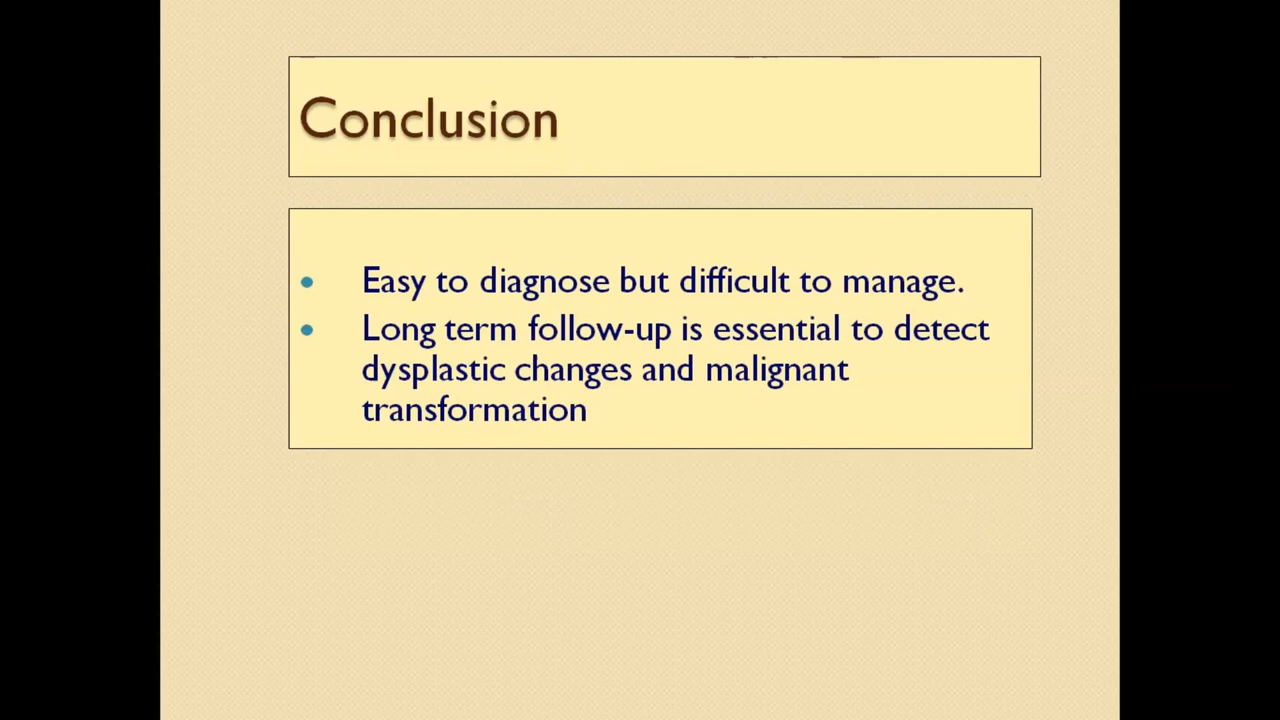 Conclusion
• Easy to diagnose but difficult to manage.
• Long term follow-up is essential to detect
dysplastic changes and malignant
transformation